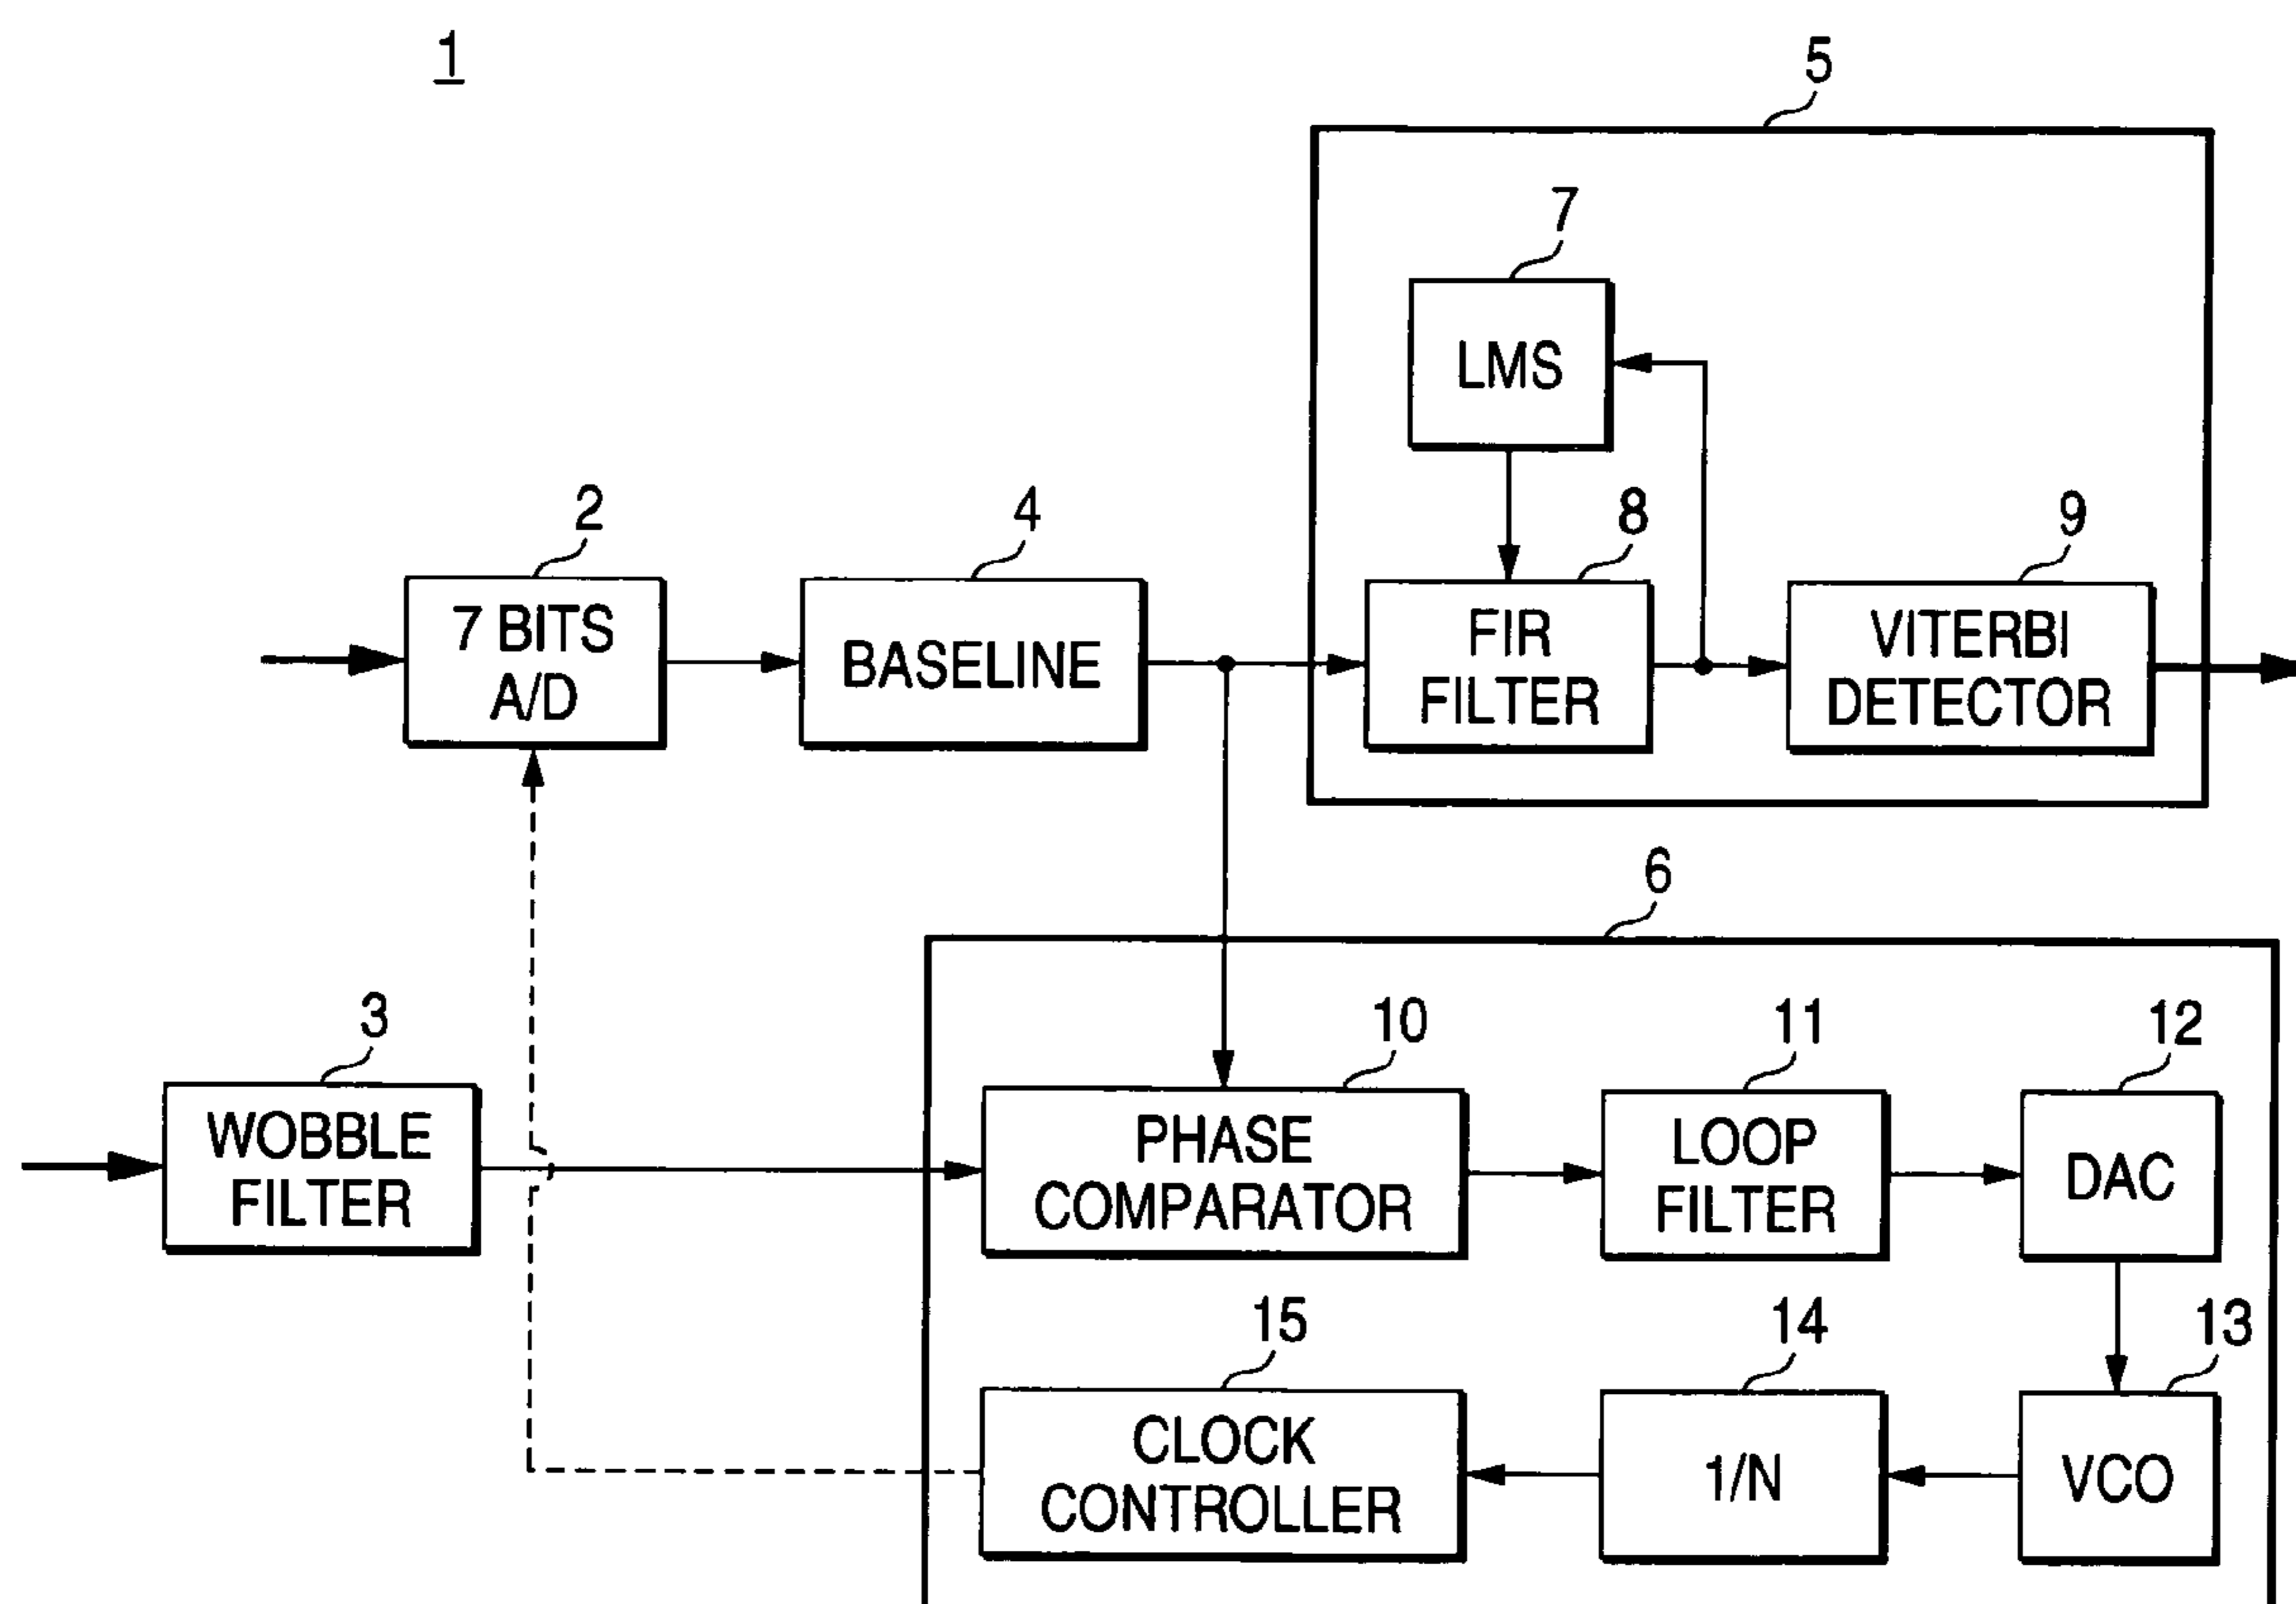 1
5
7
LMS
2
4
8
9
7 BITS
A/D
BASELINE
FIR
FILTER
VITERBI
DETECTOR
6
3
10
11
12
WOBBLE
FILTER
PHASE
COMPARATOR
LOOP
FILTER
DAC
15
14
13
CLOCK
CONTROLLER
1/N
VCO